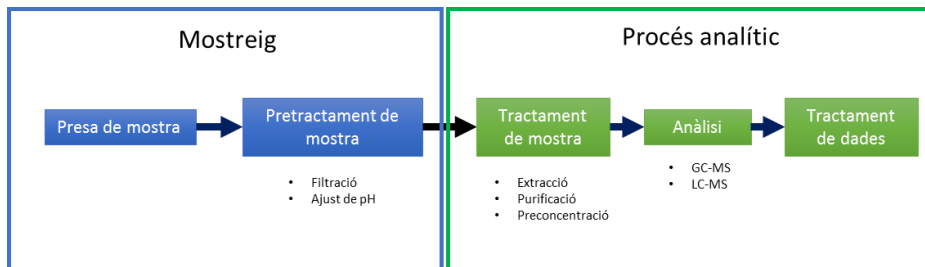 Mostreig
Presa de mostra
Pretractament de
mostra
• Filtració
• Ajust de pH
Procés analític
Tractament
de mostra
• Extracció
• Purificació
• Preconcentració
Anàlisi
• GC-MS
• LC-MS
Tractament
de dades